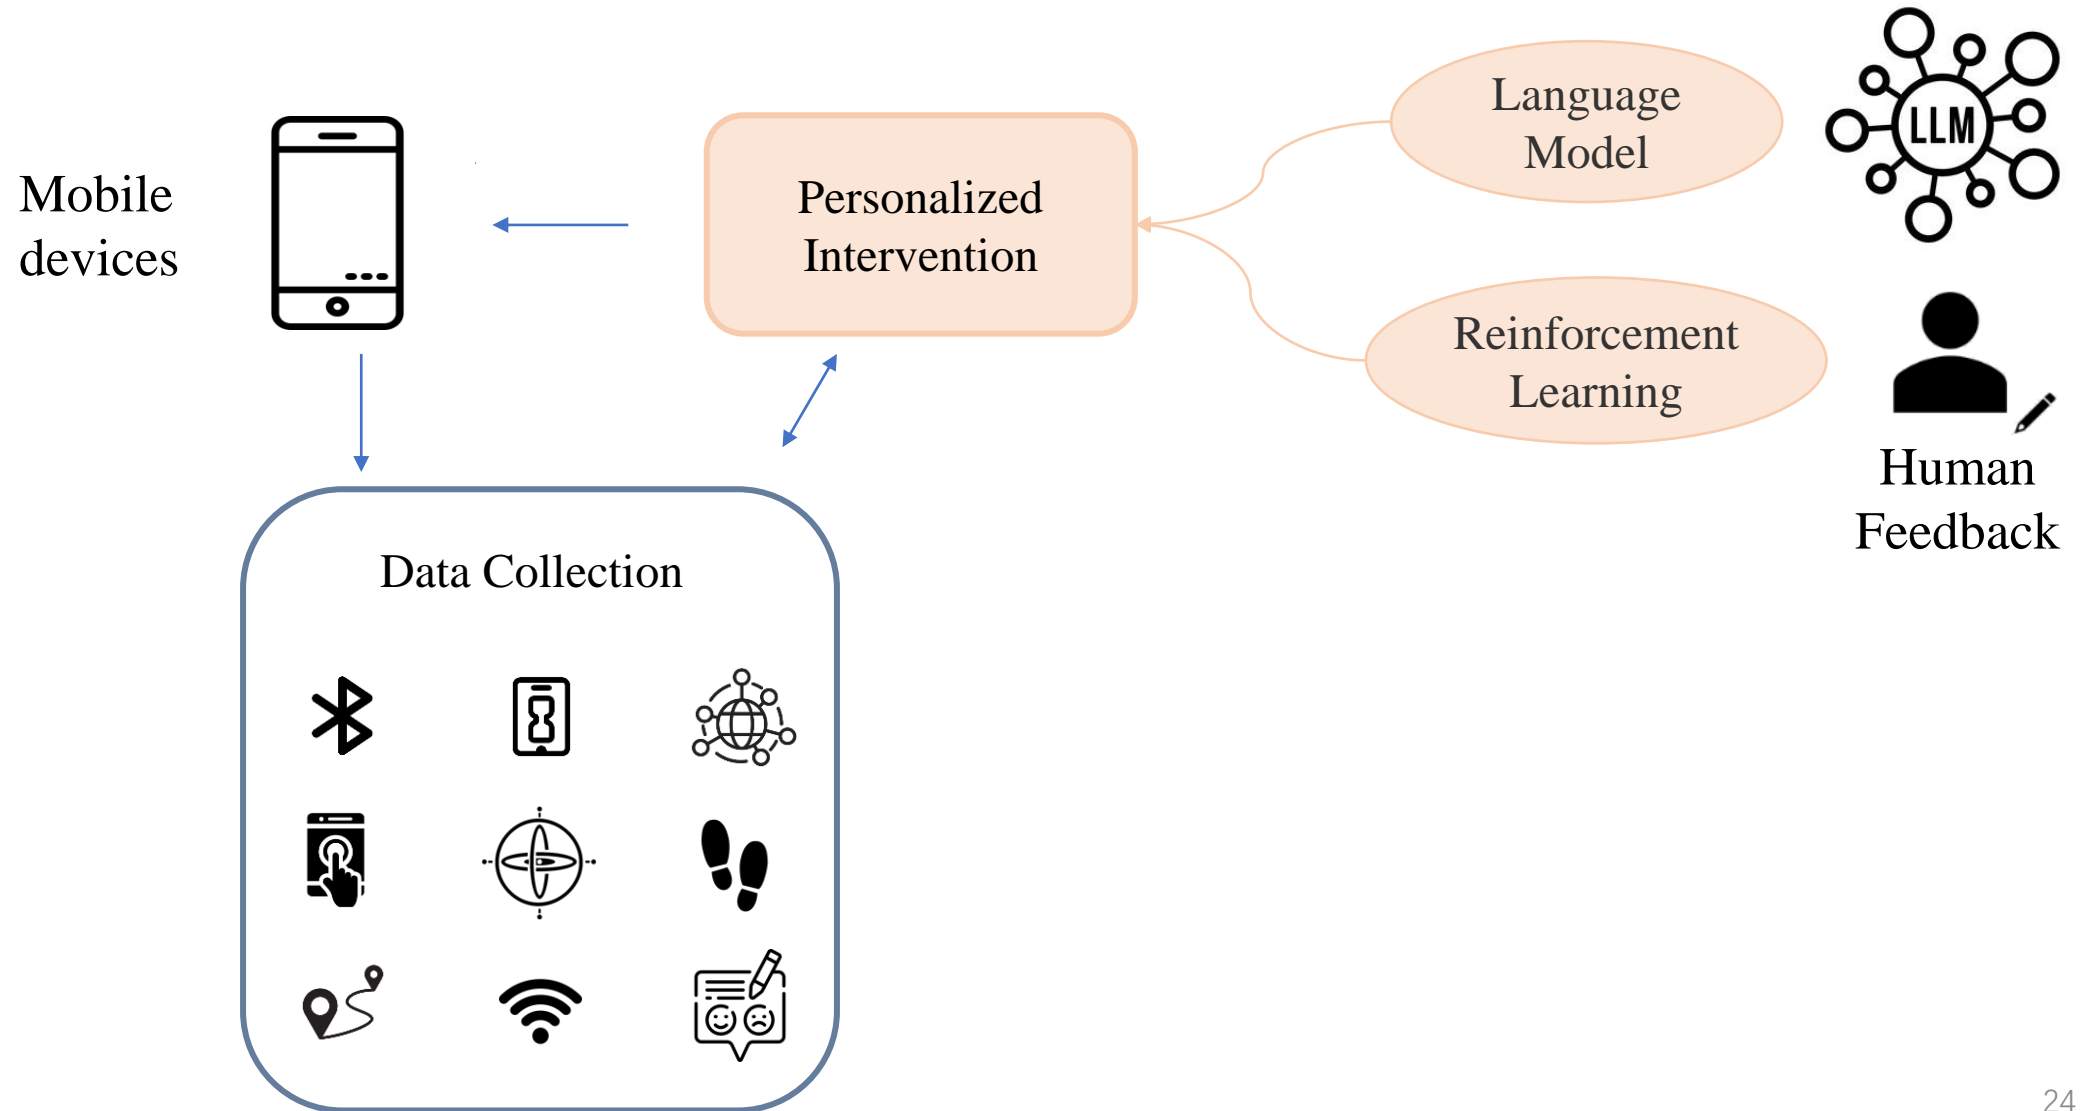 Mobile
devices
Personalized
Intervention
Language
Model
LLM
Reinforcement
Learning
Human
Feedback
Data Collection
24